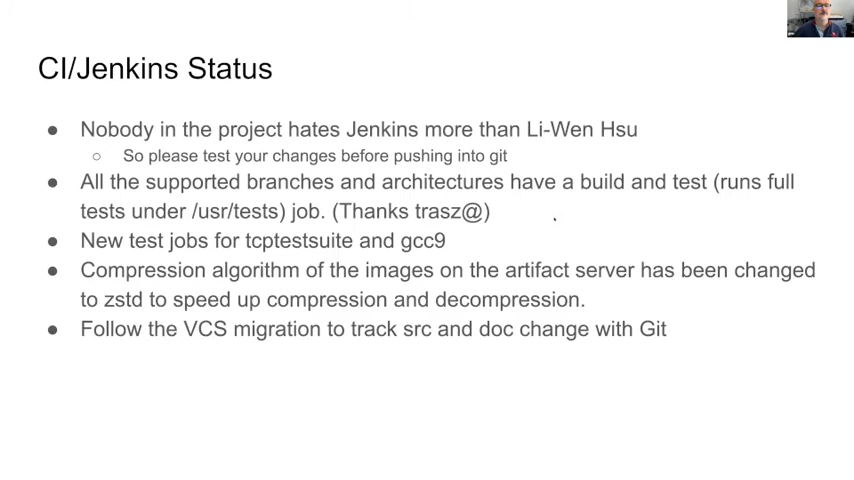 CI/Jenkins Status
● Nobody in the project hates Jenkins more than Li-Wen Hsu
○ So please test your changes before pushing into git
● All the supported branches and architectures have a build and test (runs full
tests under /usr/tests) job. (Thanks trasz@)
● New test jobs for tcptestsuite and gcc9
● Compression algorithm of the images on the artifact server has been changed
to zstd to speed up compression and decompression.
● Follow the VCS migration to track src and doc change with Git